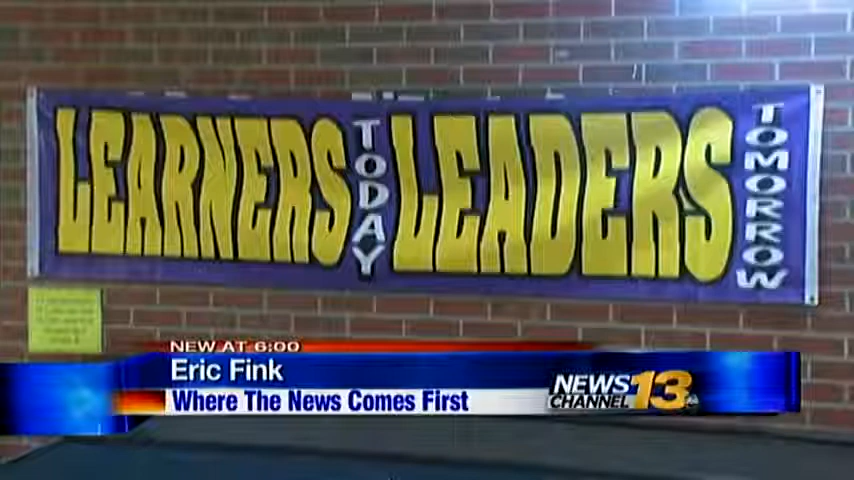 LEARNERS TODAY LEADERS TOMORROW
NEW AT 6:00
Eric Fink
Where The News Comes First
NEWS
CHANNEL 13